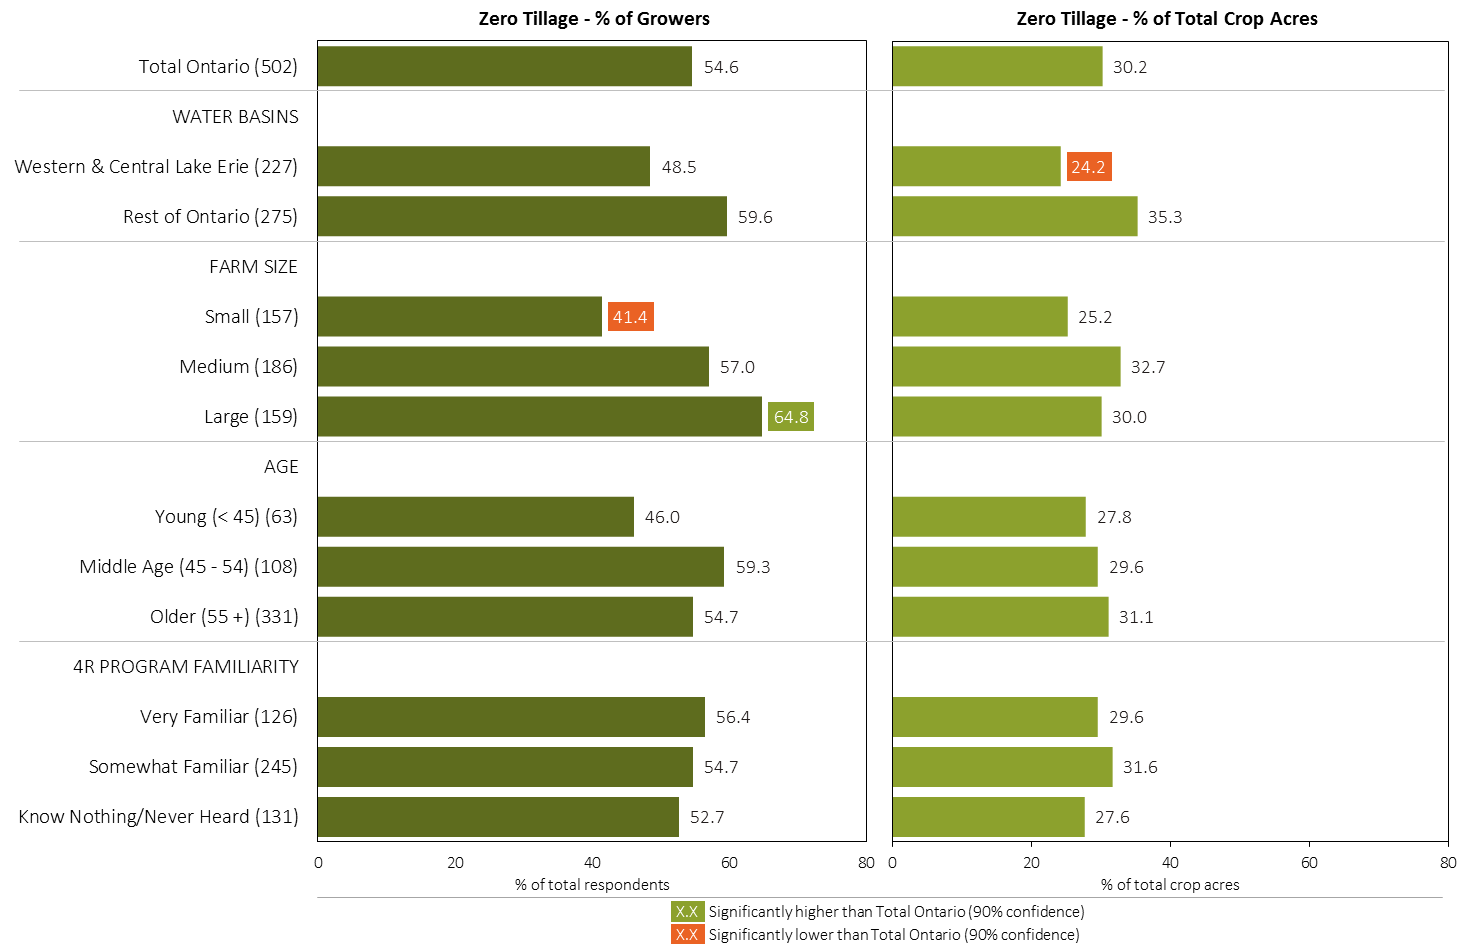 Zero Tillage - % of Growers
Zero Tillage - % of Total Crop Acres
Total Ontario (502) 54.6 30.2
WATER BASINS
Western & Central Lake Erie (227) 48.5 24.2
Rest of Ontario (275) 59.6 35.3
FARM SIZE
Small (157) 41.4 25.2
Medium (186) 57.0 32.7
Large (159) 64.8 30.0
AGE
Young (< 45) (63) 46.0 27.8
Middle Age (45 - 54) (108) 59.3 29.6
Older (55 +) (331) 54.7 31.1
4R PROGRAM FAMILIARITY
Very Familiar (126) 56.4 29.6
Somewhat Familiar (245) 54.7 31.6
Know Nothing/Never Heard (131) 52.7 27.6
0 20 40 60 80 0 20 40 60 80
% of total respondents
% of total crop acres
X.X Significantly higher than Total Ontario (90% confidence)
X.X Significantly lower than Total Ontario (90% confidence)